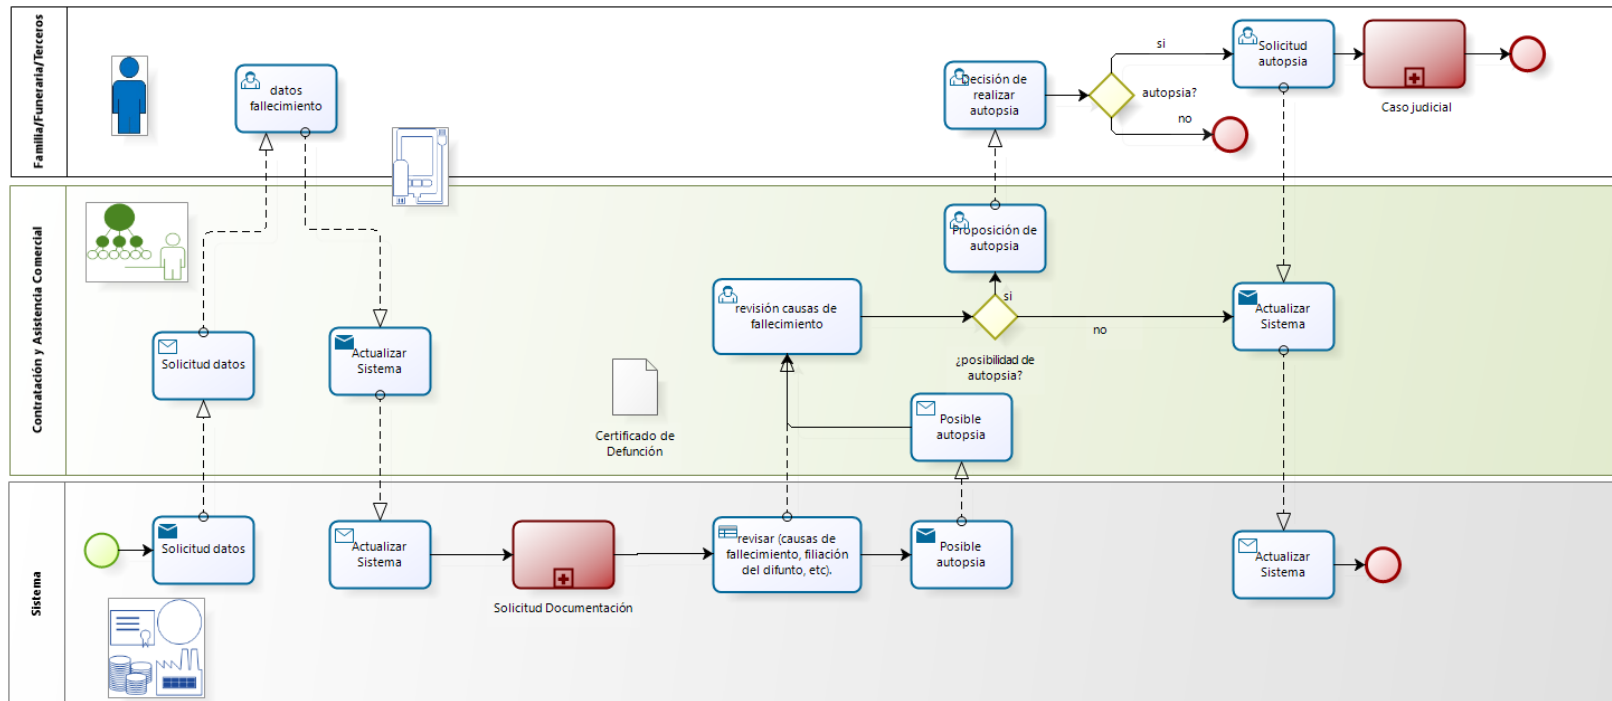 Familia/Funeraria/Terceros
datos
fallecimiento
Decisión de
realizar
autopsia
si
autopsia?
no
Solicitud
autopsia
Caso judicial
Contratación y Asistencia Comercial
Solicitud datos
Actualizar
Sistema
Certificado de
Defunción
revisión causas de
fallecimiento
Proposición de
autopsia
si
no
¿posibilidad de
autopsia?
Posible
autopsia
Actualizar
Sistema
Sistema
Solicitud datos
Actualizar
Sistema
Solicitud Documentación
revisar (causas de
fallecimiento, filiación
del difunto, etc).
Posible
autopsia
Actualizar
Sistema